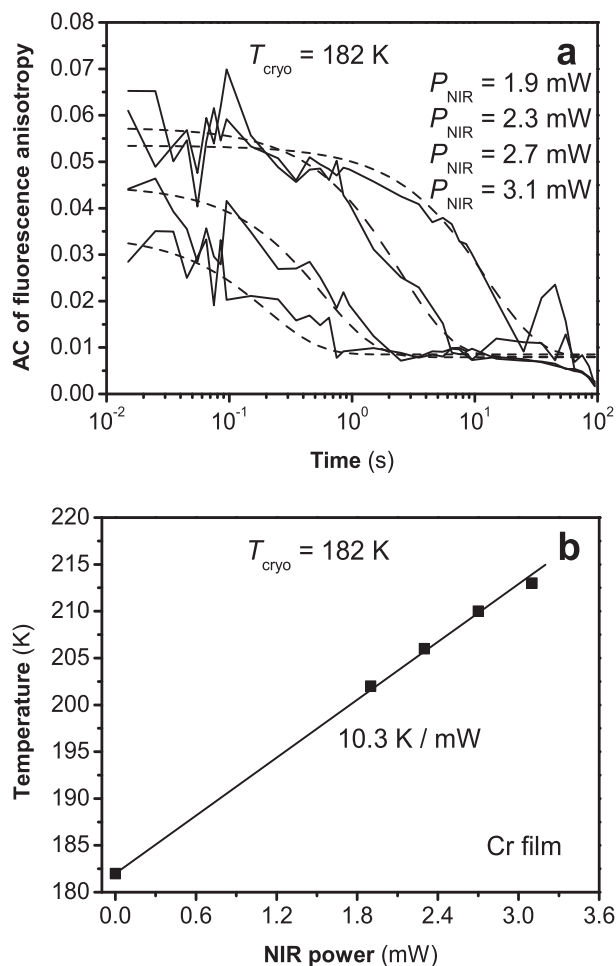 0.08
0.07
0.06
0.05
0.04
0.03
0.02
0.01
0.00
AC of fluorescence anisotropy
T_cryo = 182 K
a
P_NIR = 1.9 mW
P_NIR = 2.3 mW
P_NIR = 2.7 mW
P_NIR = 3.1 mW
10^-2 10^-1 10^0 10^1 10^2
Time (s)
220
215
210
205
200
195
190
185
180
Temperature (K)
T_cryo = 182 K
b
10.3 K / mW
Cr film
0.0 0.6 1.2 1.8 2.4 3.0 3.6
NIR power (mW)